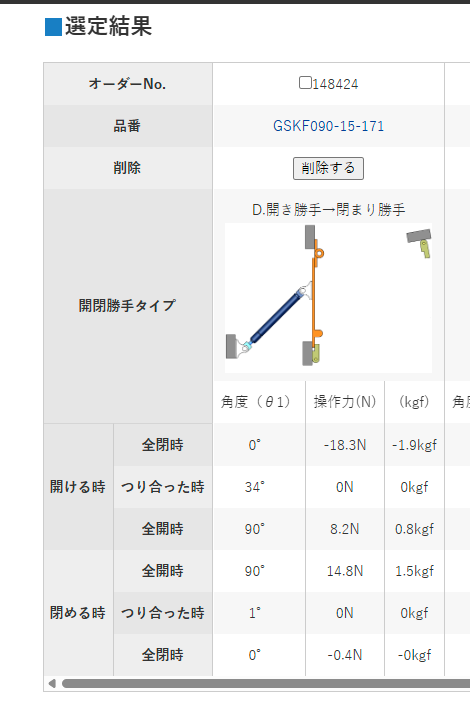 ■選定結果
オーダーNo. 148424
品番 GSKF090-15-171
削除 削除する
開閉勝手タイプ D.開き勝手→閉まり勝手
角度（θ1） 操作力(N) (kgf) 角
開ける時 全閉時 0° -18.3N -1.9kgf
つり合った時 34° 0N 0kgf
全開時 90° 8.2N 0.8kgf
閉める時 全開時 90° 14.8N 1.5kgf
つり合った時 1° 0N 0kgf
全閉時 0° -0.4N -0kgf